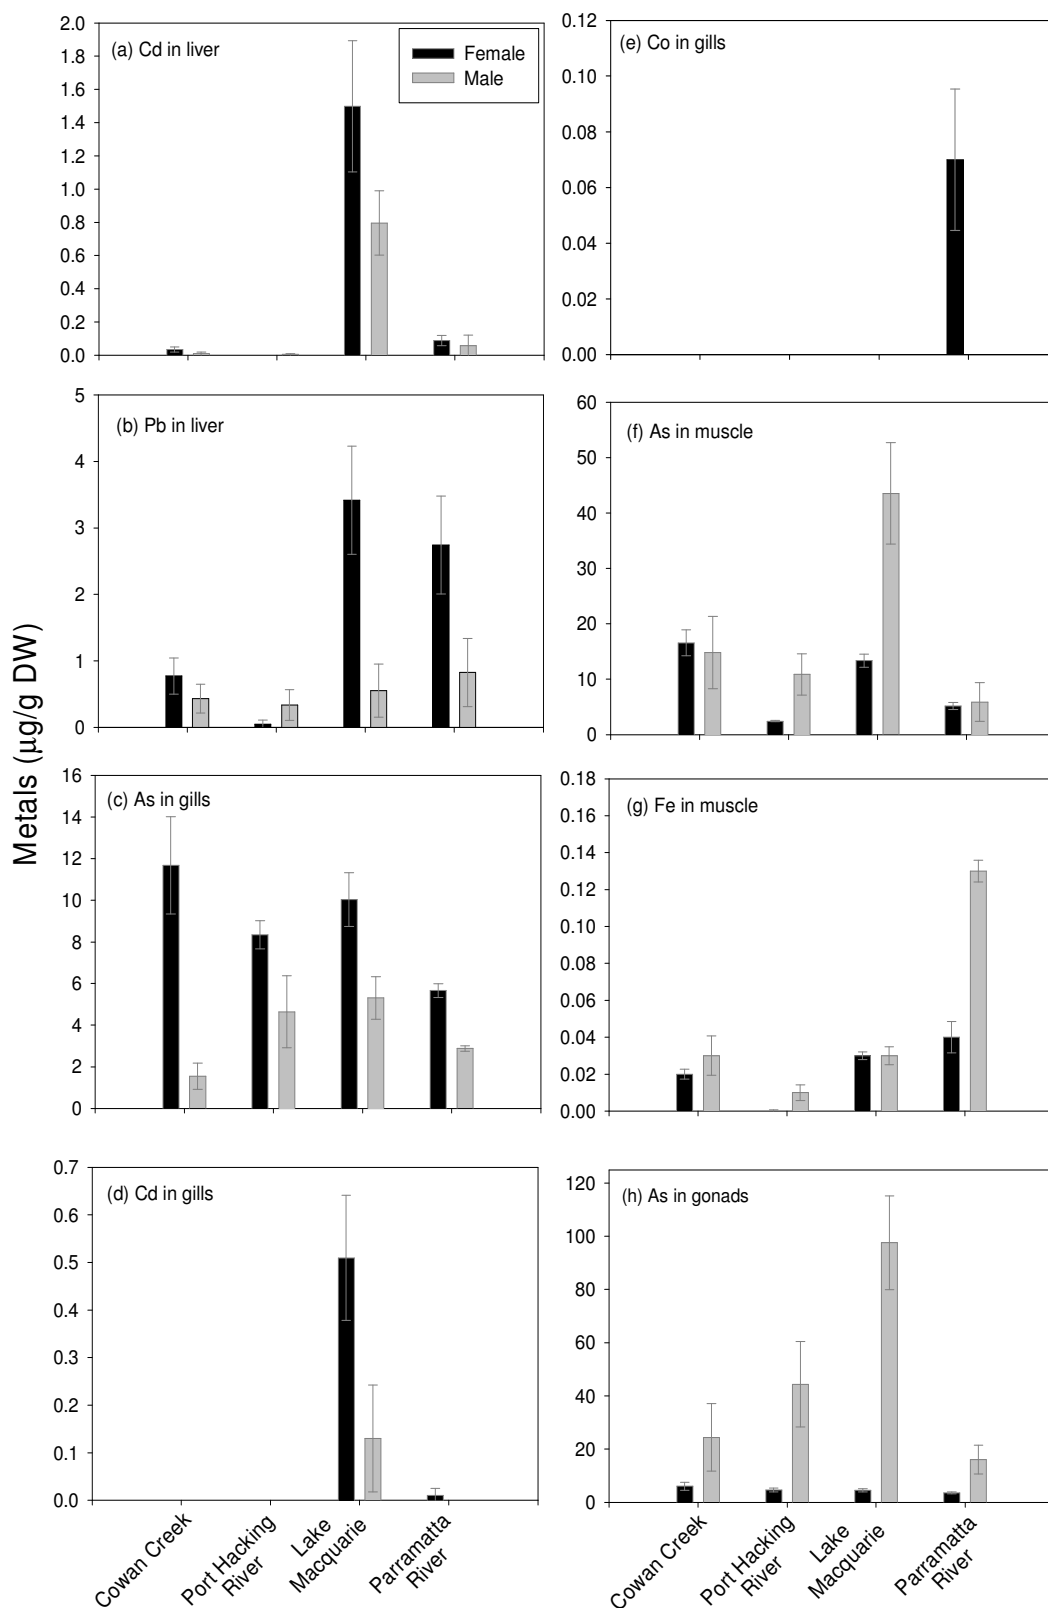 Metals (µg/g DW)
(a) Cd in liver
Female
Male
2.0
1.8
1.6
1.4
1.2
1.0
0.8
0.6
0.4
0.2
0.0
(b) Pb in liver
5
4
3
2
1
0
(c) As in gills
16
14
12
10
8
6
4
2
0
(d) Cd in gills
0.7
0.6
0.5
0.4
0.3
0.2
0.1
0.0
Cowan Creek
Port Hacking
River
Lake
Macquarie
Parramatta
River
(e) Co in gills
0.12
0.10
0.08
0.06
0.04
0.02
0.00
(f) As in muscle
60
50
40
30
20
10
0
(g) Fe in muscle
0.18
0.16
0.14
0.12
0.10
0.08
0.06
0.04
0.02
0.00
(h) As in gonads
120
100
80
60
40
20
0
Cowan Creek
Port Hacking
River
Lake
Macquarie
Parramatta
River